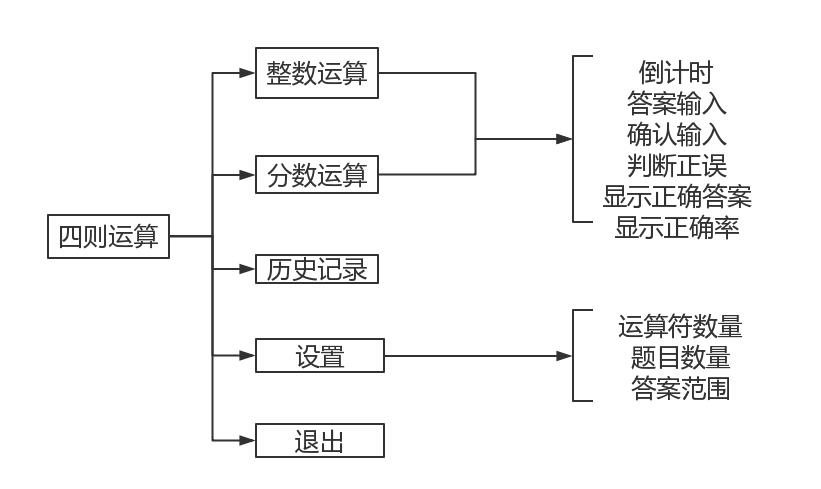 四则运算
整数运算
分数运算
历史记录
设置
退出
倒计时
答案输入
确认输入
判断正误
显示正确答案
显示正确率
运算符数量
题目数量
答案范围